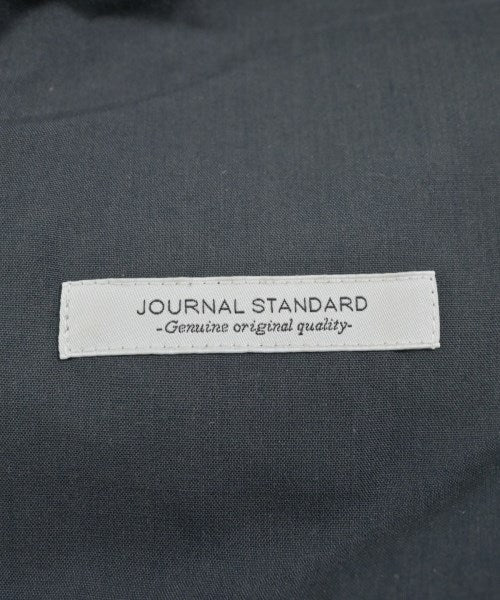 JOURNAL STANDARD
-Genuine original quality-